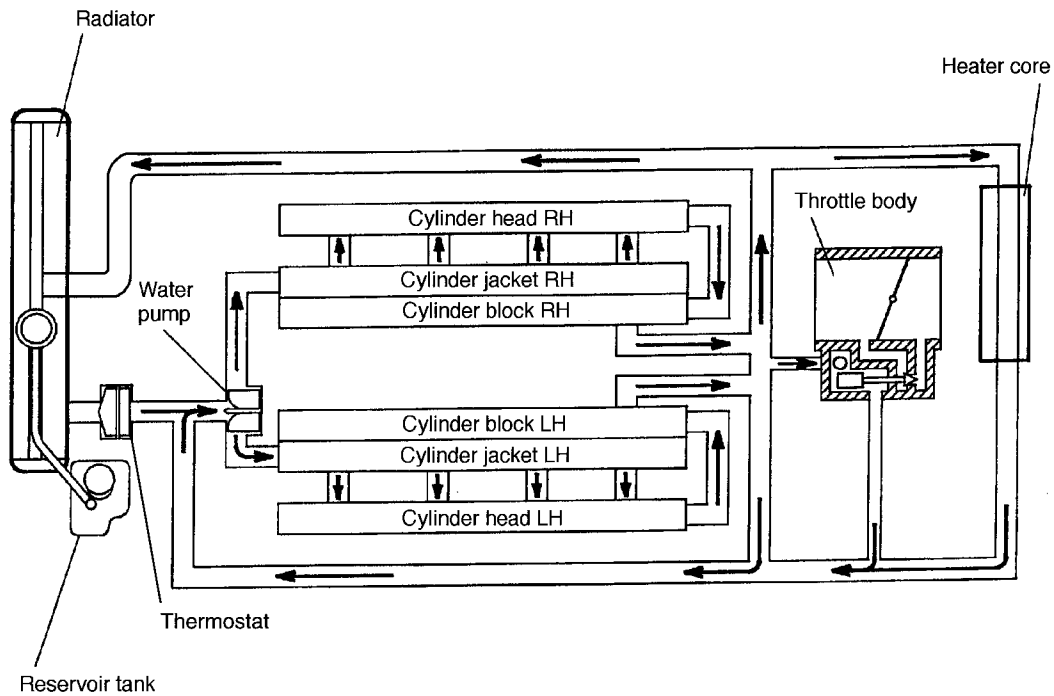 Radiator
Heater core
Throttle body
Cylinder head RH
Cylinder jacket RH
Cylinder block RH
Water
pump
Cylinder block LH
Cylinder jacket LH
Cylinder head LH
Thermostat
Reservoir tank